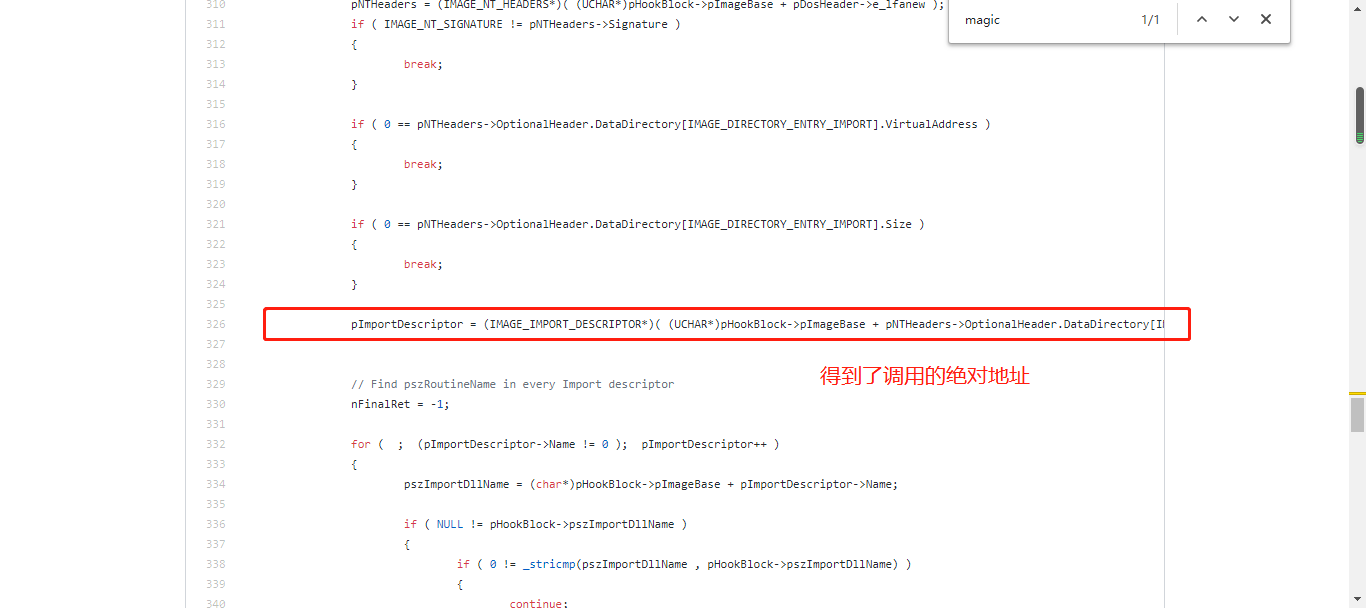 310 pNTHeaders = (IMAGE_NT_HEADERS*)( (UCHAR*)pHookBlock->pImageBase + pDosHeader->e_lfanew );
magic 1/1
311 if ( IMAGE_NT_SIGNATURE != pNTHeaders->Signature )
312 {
313 break;
314 }
315
316 if ( 0 == pNTHeaders->OptionalHeader.DataDirectory[IMAGE_DIRECTORY_ENTRY_IMPORT].VirtualAddress )
317 {
318 break;
319 }
320
321 if ( 0 == pNTHeaders->OptionalHeader.DataDirectory[IMAGE_DIRECTORY_ENTRY_IMPORT].Size )
322 {
323 break;
324 }
325
326 pImportDescriptor = (IMAGE_IMPORT_DESCRIPTOR*)( (UCHAR*)pHookBlock->pImageBase + pNTHeaders->OptionalHeader.DataDirectory[
327
328
得到了调用的绝对地址
329 // Find pszRoutineName in every Import descriptor
330 nFinalRet = -1;
331
332 for (  ;  (pImportDescriptor->Name != 0 );  pImportDescriptor++ )
333 {
334 pszImportDllName = (char*)pHookBlock->pImageBase + pImportDescriptor->Name;
335
336 if ( NULL != pHookBlock->pszImportDllName )
337 {
338 if ( 0 != _stricmp(pszImportDllName , pHookBlock->pszImportDllName) )
339 {
340 continue;